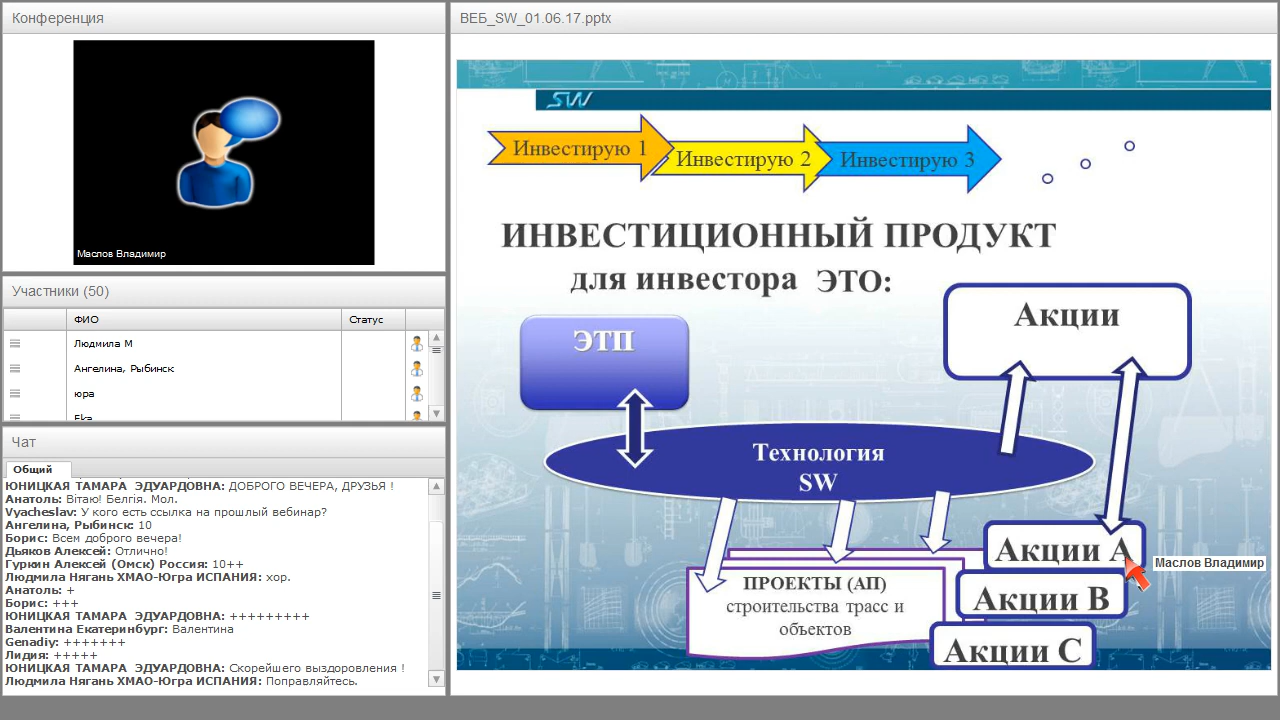 Конференция
Маслов Владимир
Участники (50)
ФИО
Статус
Людмила М
Ангелина, Рыбинск
юра
Eka
Чат
Общий
ЮНИЦКАЯ ТАМАРА ЭДУАРДОВНА: ДОБРОГО ВЕЧЕРА, ДРУЗЬЯ !
Анатоль: Вітаю! Белгія. Мол.
Vyacheslav: У кого есть ссылка на прошлый вебинар?
Ангелина, Рыбинск: 10
Борис: Всем доброго вечера!
Дьяков Алексей: Отлично!
Гуркин Алексей (Омск) Россия: 10++
Людмила Нягань ХМАО-Югра ИСПАНИЯ: хор.
Анатоль: +
Борис: +++
ЮНИЦКАЯ ТАМАРА ЭДУАРДОВНА: +++++++++
Валентина Екатеринбург: Валентина
Genadiy: +++++++
Лидия: +++++
ЮНИЦКАЯ ТАМАРА ЭДУАРДОВНА: Скорейшего выздоровления !
Людмила Нягань ХМАО-Югра ИСПАНИЯ: Поправляйтесь.
ВЕБ_SW_01.06.17.pptx
SW
Инвестирую 1
Инвестирую 2
Инвестирую 3
ИНВЕСТИЦИОННЫЙ ПРОДУКТ
для инвестора ЭТО:
ЭТП
Акции
Технология
SW
ПРОЕКТЫ (АП)
строительства трасс и
объектов
Акции А
Маслов Владимир
Акции В
Акции С